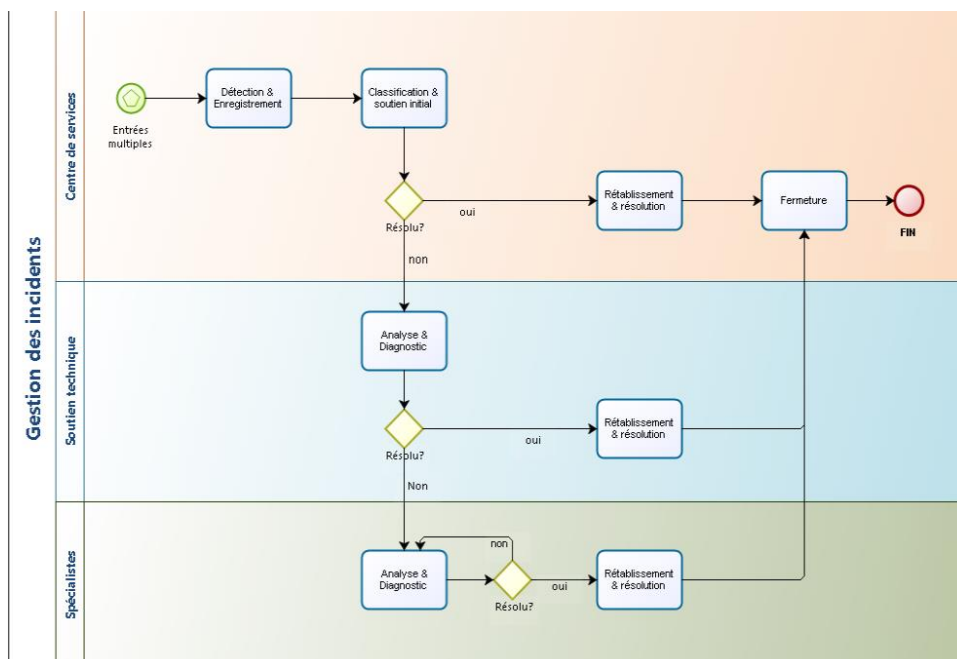 Gestion des incidents
Centre de services
Entrées
multiples
Détection &
Enregistrement
Classification &
soutien initial
Résolu?
oui
non
Rétablissement
& résolution
Fermeture
FIN
Soutien technique
Analyse &
Diagnostic
Résolu?
oui
Non
Rétablissement
& résolution
Spécialistes
Analyse &
Diagnostic
non
Résolu?
oui
Rétablissement
& résolution